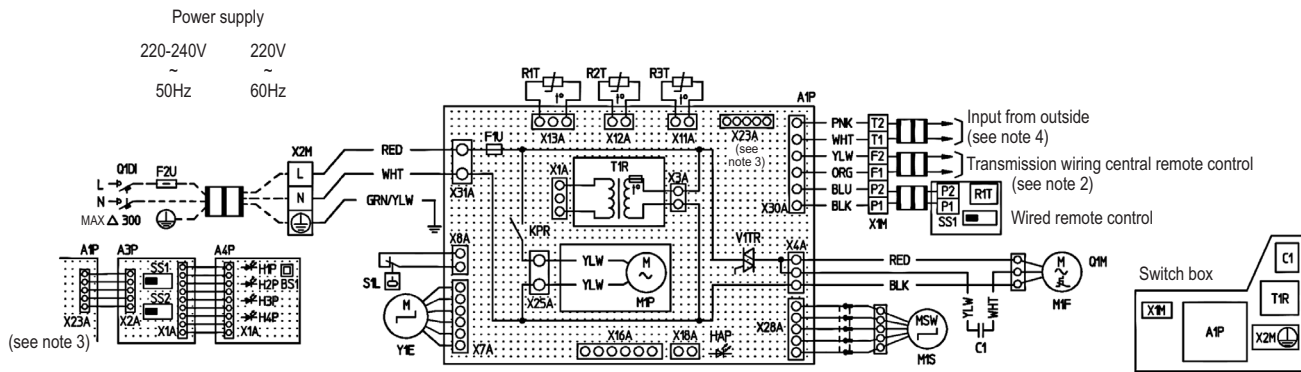 Power supply
220-240V 220V
~ ~
50Hz 60Hz
R1T R2T R3T
t° t° t°
A1P
X13A X12A X11A X23A
(see note 3)
F1U
Q1DI F2U X2M
L L RED
N N WHT
GRN/YLW
MAX △ 300
X31A
X1A T1R X3A
t°
PNK T2
WHT T1
YLW F2
ORG F1
BLU P2
BLK P1
X30A X1M
Input from outside
(see note 4)
Transmission wiring central remote control
(see note 2)
P2
P1
R1T
SS1
Wired remote control
A1P A3P A4P
SS1
SS2
H1P
H2P
H3P
H4P
BS1
X23A X2A X1A X1A
(see note 3)
X8A
S1L
M
Y1E
X7A
KPR
YLW
YLW
M
~
M1P
X25A
V1TR
X4A
RED
BLK
Q1M
M
~
M1F
YLW WHT
C1
X16A X18A HAP
X28A
MSW
M1S
Switch box
C1
X1M
A1P
T1R
X2M